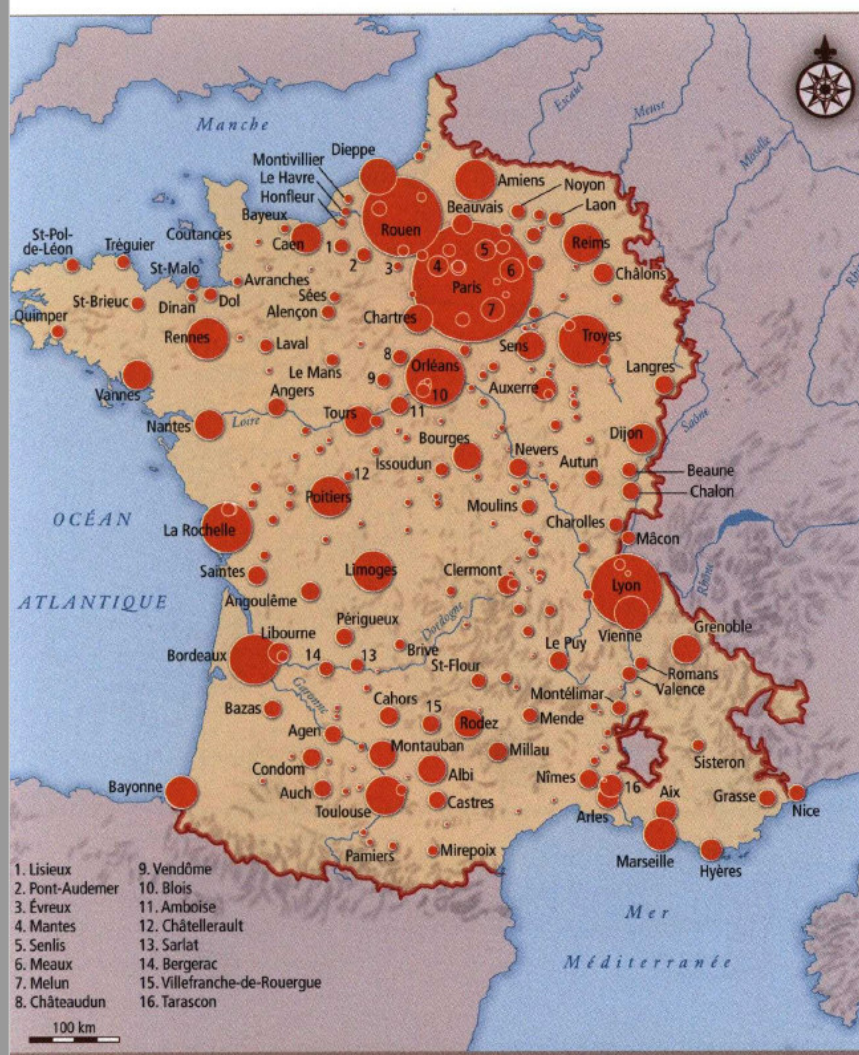 Manche
Escaut
Meuse
Moselle
Dieppe
Montivillier
Le Havre
Honfleur
Bayeux
Amiens
Noyon
Beauvais
Laon
Rouen
Coutances
Caen
1
2
3
4
5
6
7
Reims
Châlons
St-Pol-
de-Léon
Tréguier
St-Malo
Avranches
Paris
St-Brieuc
Dinan
Dol
Sées
Alençon
Chartres
Quimper
Rennes
Laval
Sens
Troyes
Le Mans
8
Orléans
Langres
Vannes
9
10
Auxerre
Angers
11
Nantes
Loire
Tours
Dijon
Saône
Bourges
Nevers
Issoudun
Autun
Beaune
12
Poitiers
Moulins
Chalon
OCÉAN
La Rochelle
Charolles
Mâcon
Saintes
Limoges
Clermont
Lyon
Rhône
ATLANTIQUE
Angoulême
Périgueux
Dordogne
Vienne
Grenoble
Libourne
Bordeaux
14
13
Brive
Le Puy
Romans
St-Flour
Valence
Garonne
Montélimar
Bazas
Cahors
15
Rodez
Mende
Agen
Montauban
Millau
Sisteron
Condom
Albi
Nîmes
16
Bayonne
Auch
Toulouse
Castres
Arles
Aix
Grasse
Nice
Pamiers
Mirepoix
Marseille
Hyères
1. Lisieux
2. Pont-Audemer
3. Évreux
4. Mantes
5. Senlis
6. Meaux
7. Melun
8. Châteaudun
9. Vendôme
10. Blois
11. Amboise
12. Châtellerault
13. Sarlat
14. Bergerac
15. Villefranche-de-Rouergue
16. Tarascon
Mer
Méditerranée
100 km